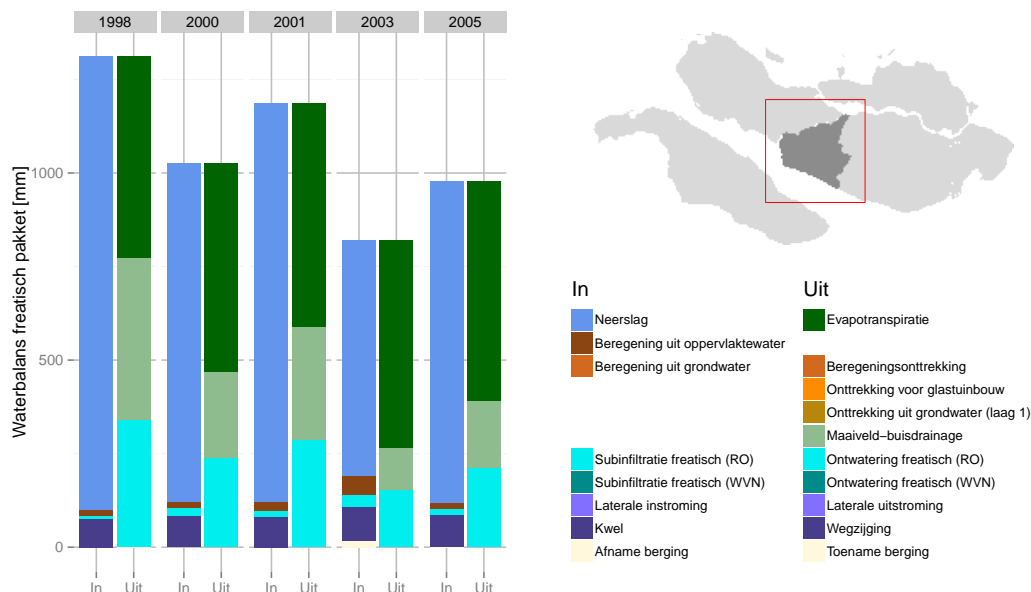 1998 2000 2001 2003 2005
Waterbalans freatisch pakket [mm]
1000
500
0
In Uit In Uit In Uit In Uit In Uit
In
Neerslag
Beregening uit oppervlaktewater
Beregening uit grondwater
Subinfiltratie freatisch (RO)
Subinfiltratie freatisch (WVN)
Laterale instroming
Kwel
Afname berging
Uit
Evapotranspiratie
Beregeningsonttrekking
Onttrekking voor glastuinbouw
Onttrekking uit grondwater (laag 1)
Maaiveld−buisdrainage
Ontwatering freatisch (RO)
Ontwatering freatisch (WVN)
Laterale uitstroming
Wegzijging
Toename berging